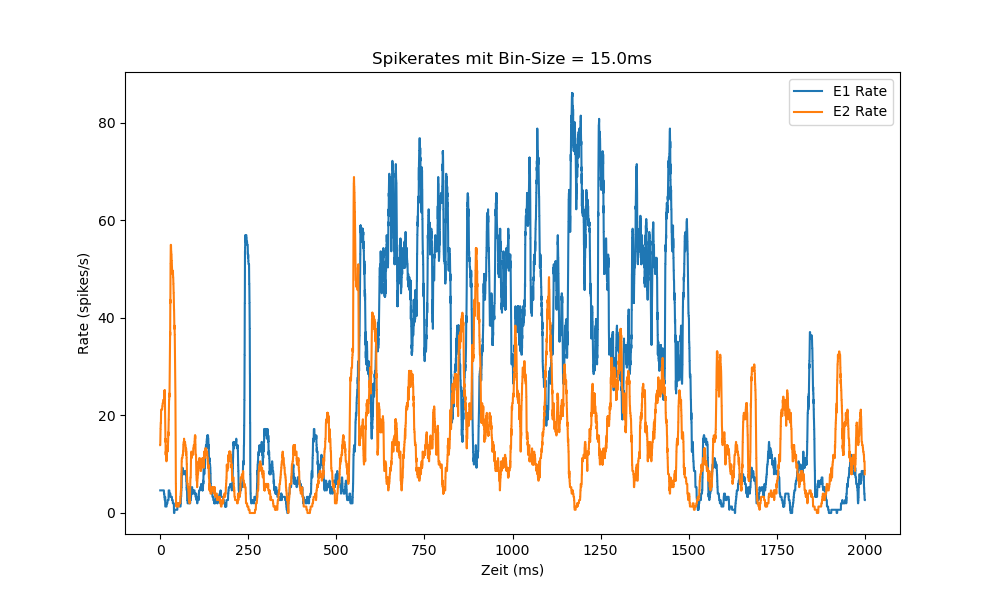 Spikerates mit Bin-Size = 15.0ms
E1 Rate
E2 Rate
Rate (spikes/s)
80
60
40
20
0
0 250 500 750 1000 1250 1500 1750 2000
Zeit (ms)